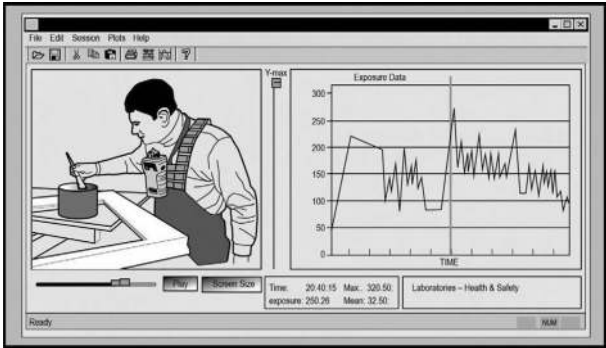 File Edit Session Plots Help
Y-max
Exposure Data
300
250
200
150
100
50
0
TIME
Play
Screen Size
Time: 20:40:15 Max.. 320.50:
exposure: 250.26 Mean: 32.50:
Laboratories – Health & Safety
Ready
NUM